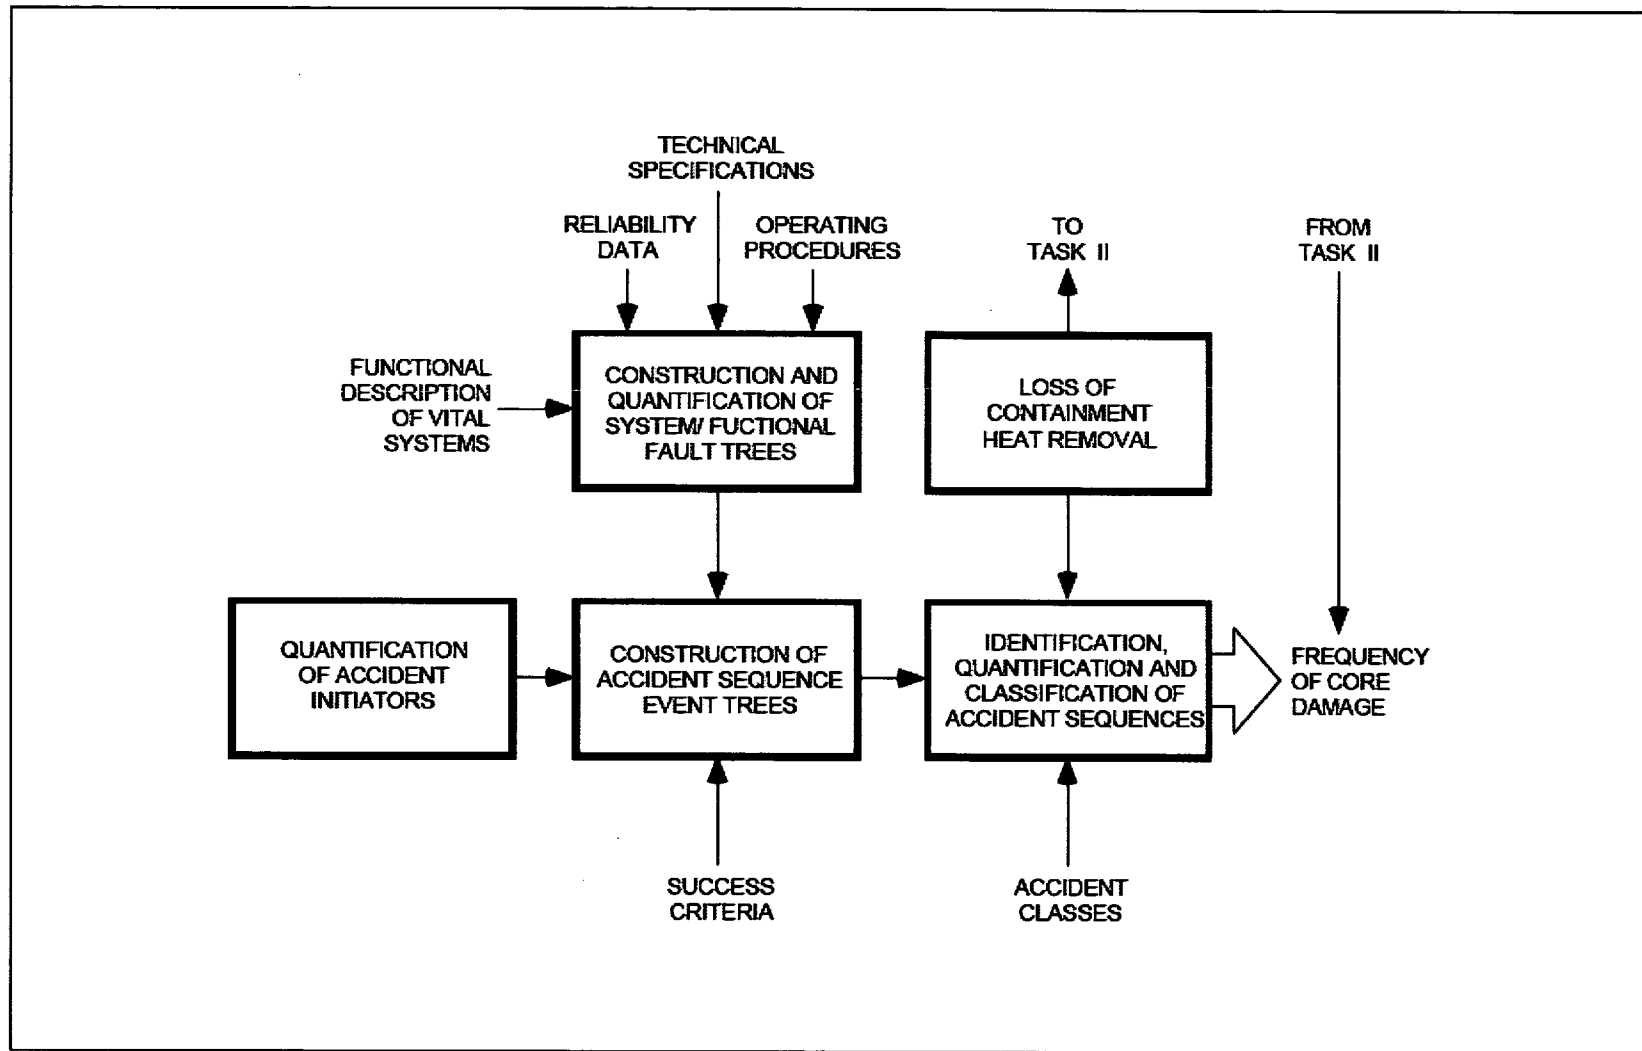 TECHNICAL
SPECIFICATIONS
RELIABILITY
DATA
OPERATING
PROCEDURES
TO
TASK II
FROM
TASK II
FUNCTIONAL
DESCRIPTION
OF VITAL
SYSTEMS
CONSTRUCTION AND
QUANTIFICATION OF
SYSTEM/ FUCTIONAL
FAULT TREES
LOSS OF
CONTAINMENT
HEAT REMOVAL
QUANTIFICATION
OF ACCIDENT
INITIATORS
CONSTRUCTION OF
ACCIDENT SEQUENCE
EVENT TREES
IDENTIFICATION,
QUANTIFICATION AND
CLASSIFICATION OF
ACCIDENT SEQUENCES
FREQUENCY
OF CORE
DAMAGE
SUCCESS
CRITERIA
ACCIDENT
CLASSES